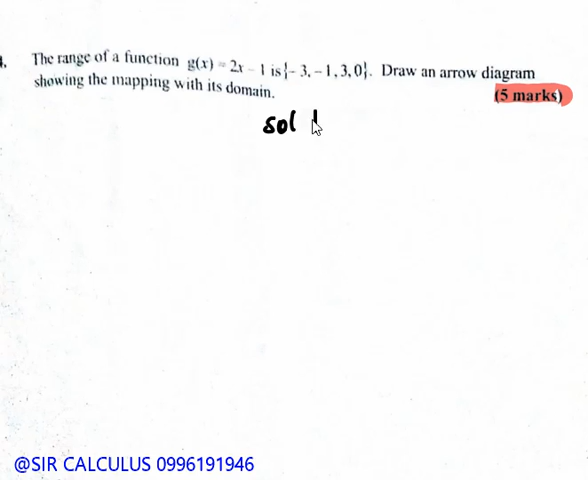 The range of a function g(x) = 2x – 1 is {– 3, – 1, 3, 0}. Draw an arrow diagram
showing the mapping with its domain.
(5 marks)
sol
@SIR CALCULUS 0996191946